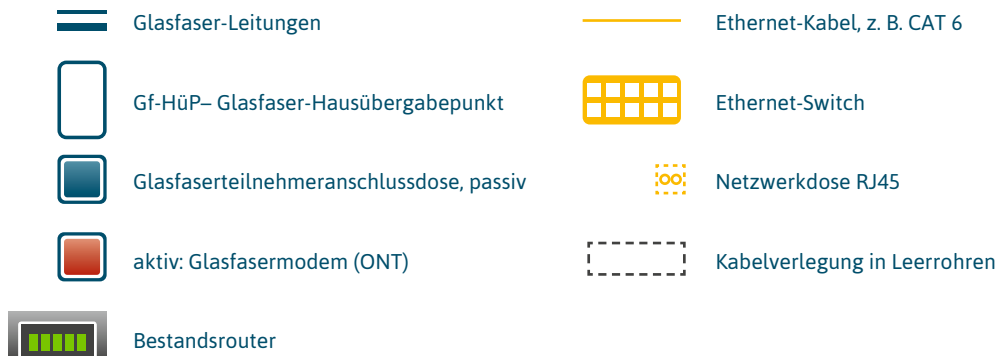 Glasfaser-Leitungen
Ethernet-Kabel, z. B. CAT 6
Gf-HüP– Glasfaser-Hausübergabepunkt
Ethernet-Switch
Glasfaserteilnehmeranschlussdose, passiv
Netzwerkdose RJ45
aktiv: Glasfasermodem (ONT)
Kabelverlegung in Leerrohren
Bestandsrouter